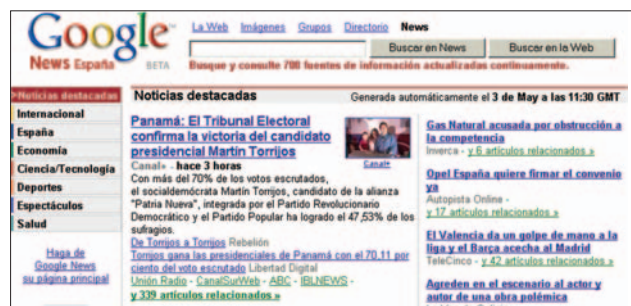 Google™
News España BETA
La Web Imágenes Grupos Directorio News
Buscar en News Buscar en la Web
Busque y consulte 700 fuentes de información actualizadas continuamente.
>Noticias destacadas
Internacional
España
Economía
Ciencia/Tecnología
Deportes
Espectáculos
Salud
Haga de
Google News
su página principal
Noticias destacadas Generada automáticamente el 3 de May a las 11:30 GMT
Panamá: El Tribunal Electoral
confirma la victoria del candidato
presidencial Martín Torrijos
Canal+ - hace 3 horas
Con más del 70% de los votos escrutados,
el socialdemócrata Martín Torrijos, candidato de la alianza
"Patria Nueva", integrada por el Partido Revolucionario
Democrático y el Partido Popular ha logrado el 47,53% de los
sufragios.
De Torrijos a Torrijos Rebelión
Torrijos gana las presidenciales de Panamá con el 70,11 por
ciento del voto escrutado Libertad Digital
Unión Radio - CanalSurWeb - ABC - IBLNEWS -
y 339 artículos relacionados »
Canal+
Gas Natural acusada por obstrucción a
la competencia
Inverca - y 6 artículos relacionados »
Opel España quiere firmar el convenio
ya
Autopista Online -
y 17 artículos relacionados »
El Valencia da un golpe de mano a la
liga y el Barça acecha al Madrid
TeleCinco - y 42 artículos relacionados »
Agreden en el escenario al actor y
autor de una obra polémica